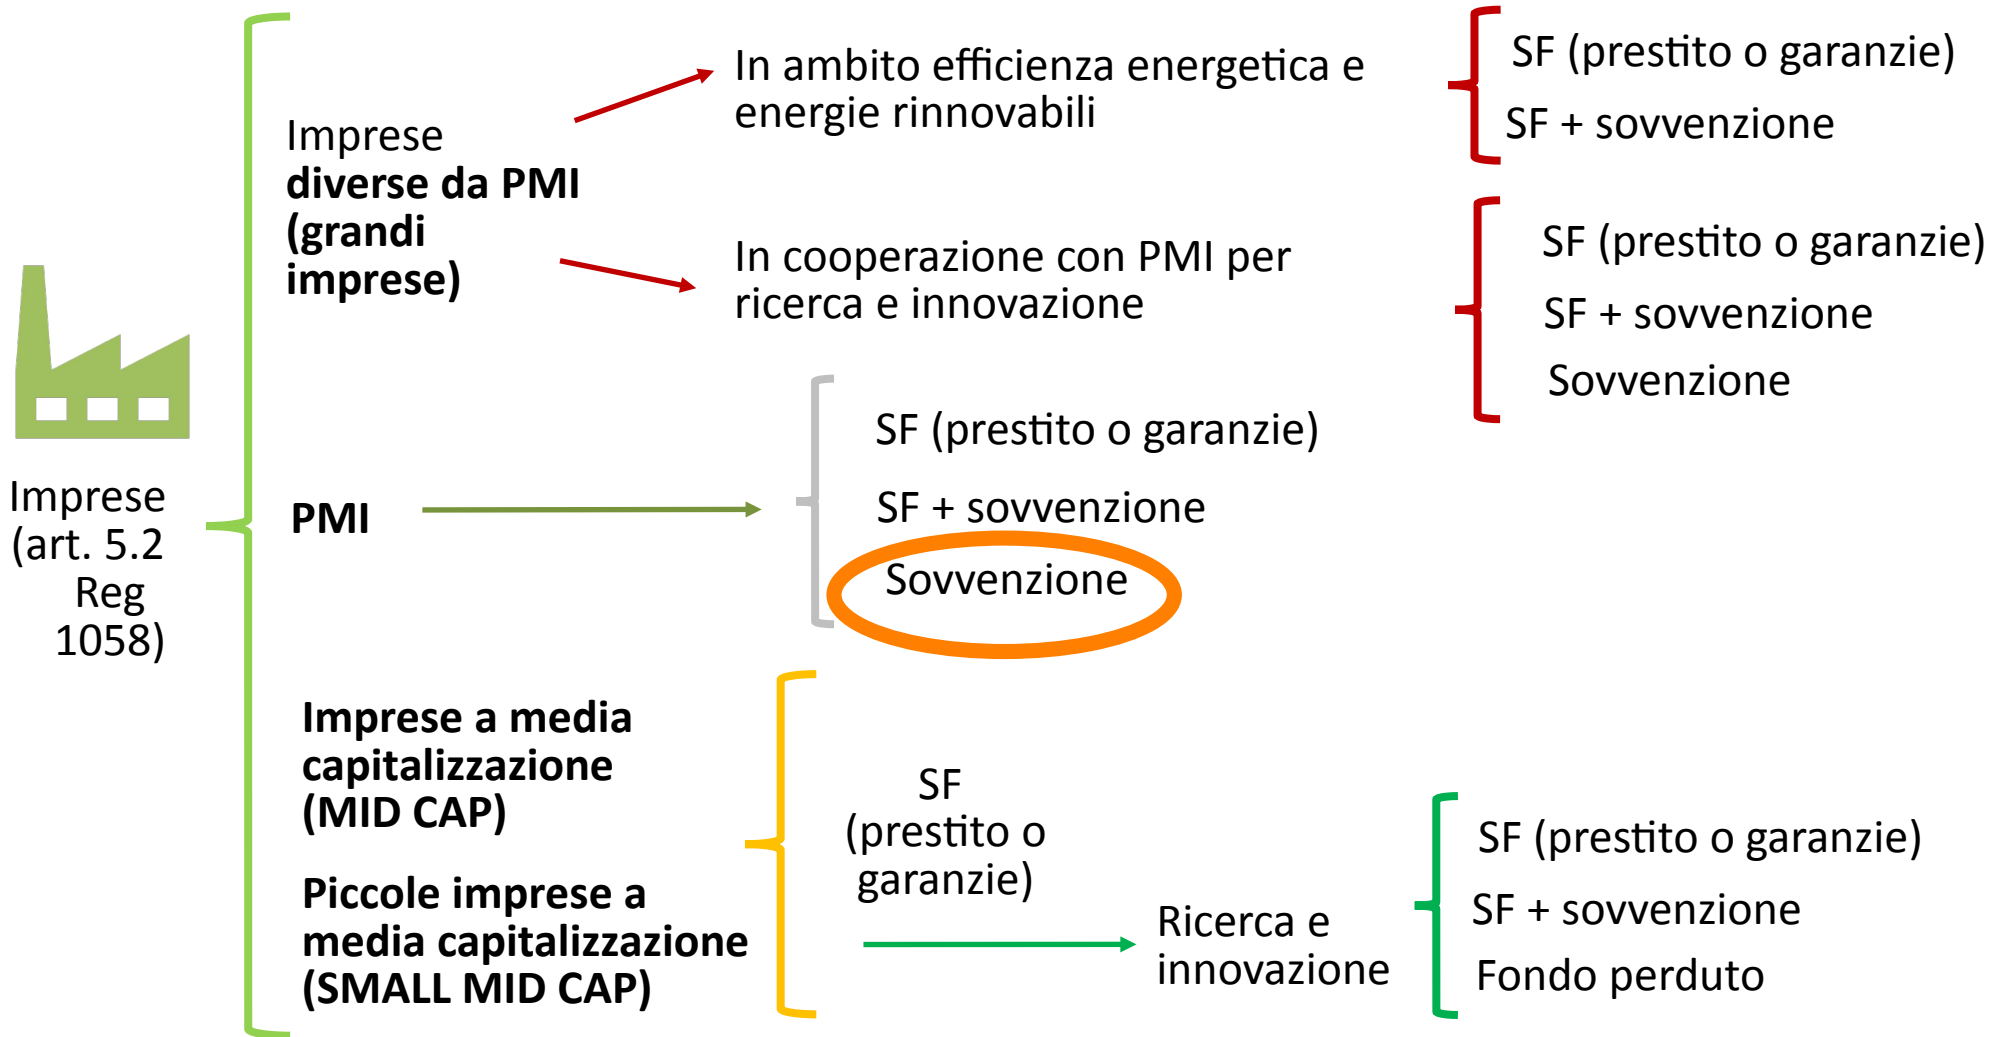 Imprese
(art. 5.2
Reg
1058)
Imprese
diverse da PMI
(grandi
imprese)
In ambito efficienza energetica e
energie rinnovabili
SF (prestito o garanzie)
SF + sovvenzione
In cooperazione con PMI per
ricerca e innovazione
SF (prestito o garanzie)
SF + sovvenzione
Sovvenzione
PMI
SF (prestito o garanzie)
SF + sovvenzione
Sovvenzione
Imprese a media
capitalizzazione
(MID CAP)
Piccole imprese a
media capitalizzazione
(SMALL MID CAP)
SF
(prestito o
garanzie)
Ricerca e
innovazione
SF (prestito o garanzie)
SF + sovvenzione
Fondo perduto